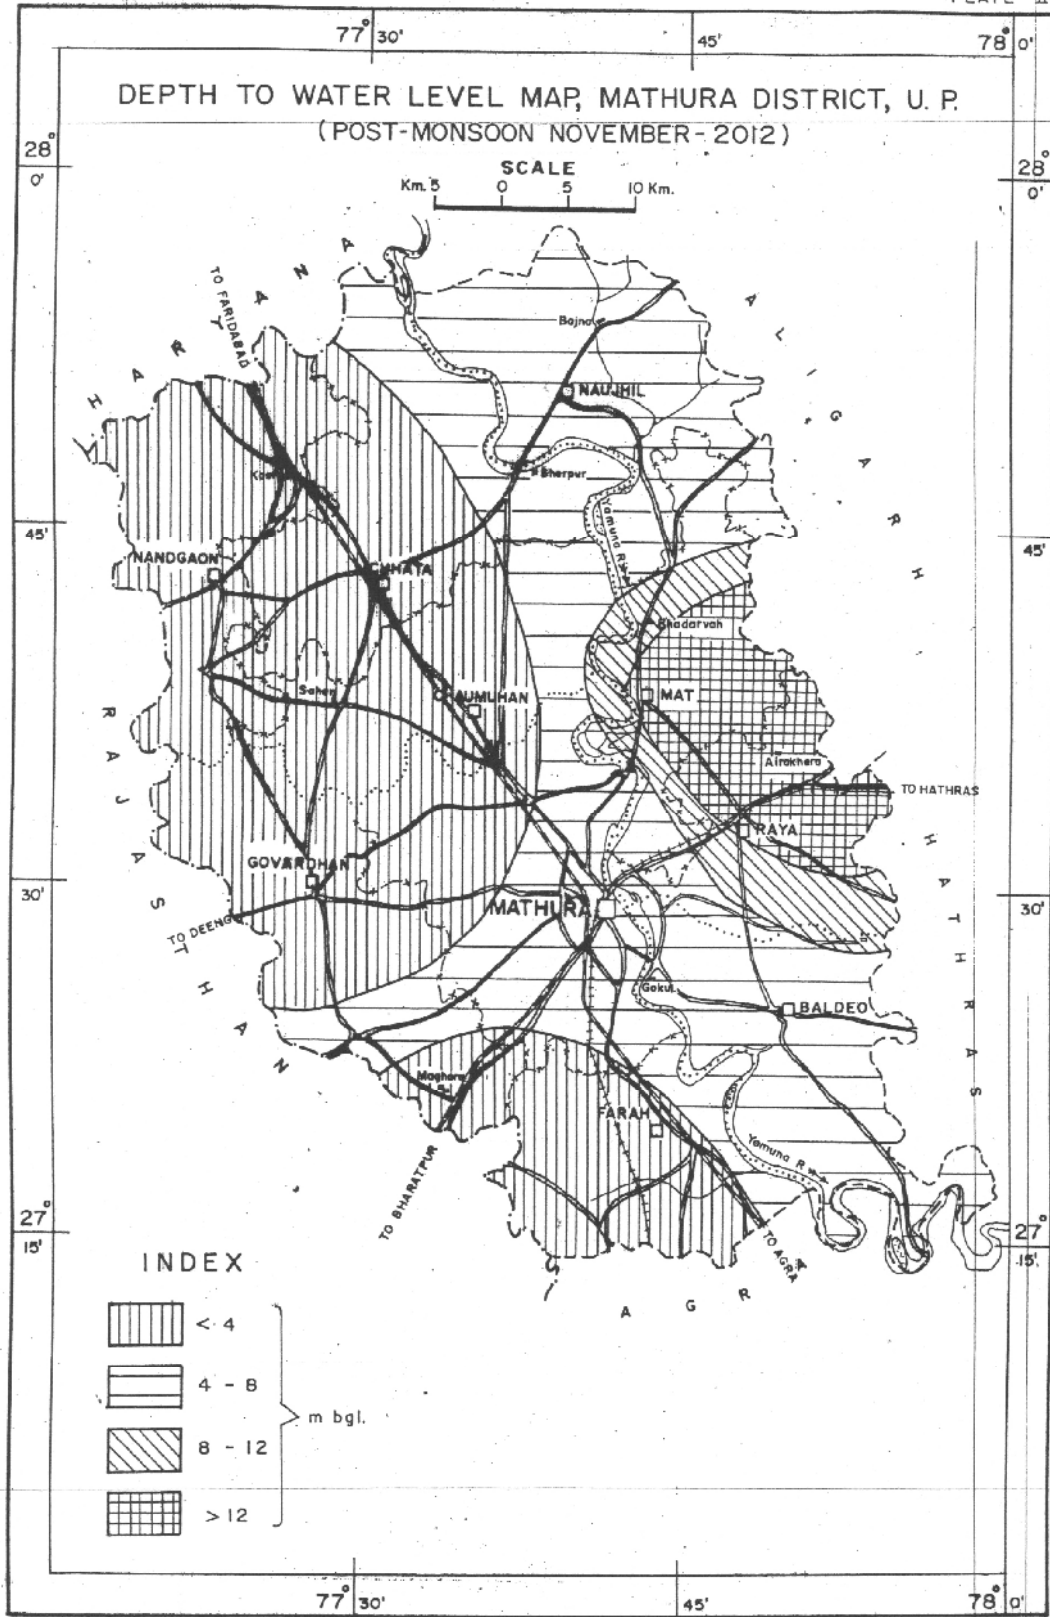 77° 30'
45'
78° 0'
DEPTH TO WATER LEVEL MAP, MATHURA DISTRICT, U. P.
(POST-MONSOON NOVEMBER-2012)
28°
0'
28°
0'
SCALE
Km. 5 0 5 10 Km.
HARYANA
TO FARIDABAD
ALIGARH
Bajna
NAUJHIL
Sherpur
Yamuna R.
45'
45'
NANDGAON
CHHATA
Bhadarvah
MAT
Sahar
CHAUMUHAN
RAJASTHAN
Airakhera
TO HATHRAS
RAYA
HATHRAS
GOVARDHAN
30'
30'
MATHURA
TO DEENG
Gokul
BALDEO
Maghera
FARAH
Yamuna R.
TO BHARATPUR
27°
15'
27°
15'
TO AGRA
AGRA
INDEX
< 4
4 - 8
8 - 12
> 12
m bgl.
77° 30'
45'
78° 0'